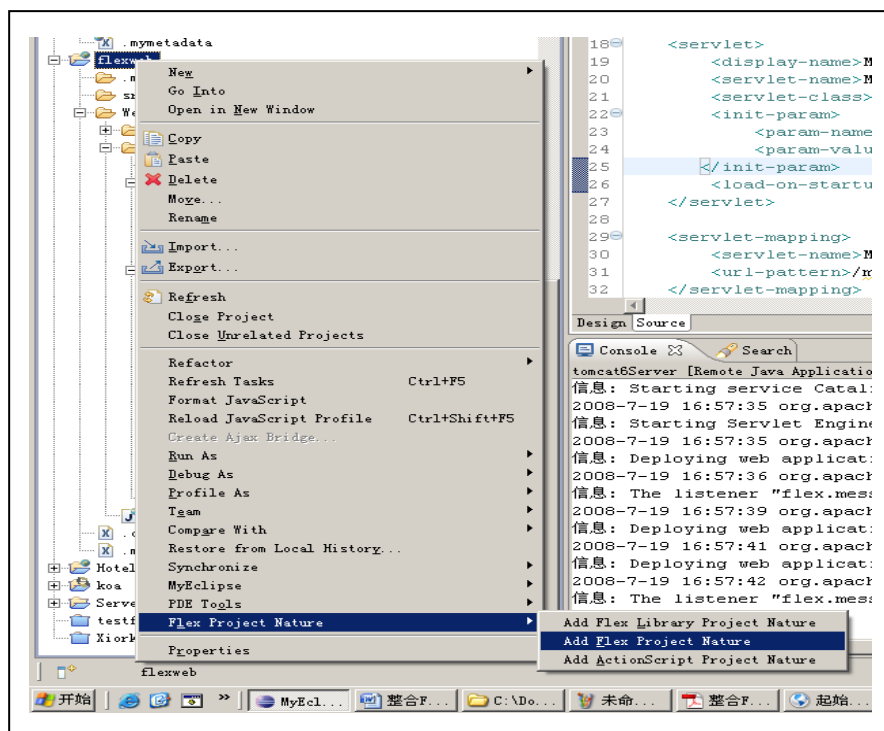 .mymetadata
flexweb
New
Go Into
Open in New Window
Copy
Paste
Delete
Move...
Rename
Import...
Export...
Refresh
Close Project
Close Unrelated Projects
Refactor
Refresh Tasks Ctrl+F5
Format JavaScript
Reload JavaScript Profile Ctrl+Shift+F5
Create Ajax Bridge...
Run As
Debug As
Profile As
Team
Compare With
Restore from Local History...
Synchronize
MyEclipse
PDE Tools
Flex Project Nature
Properties
Add Flex Library Project Nature
Add Flex Project Nature
Add ActionScript Project Nature
Hotel
koa
Serve
testf
Xiork
flexweb
18 <servlet>
19 <display-name>M
20 <servlet-name>M
21 <servlet-class>
22 <init-param>
23 <param-name
24 <param-valu
25 </init-param>
26 <load-on-startu
27 </servlet>
28
29 <servlet-mapping>
30 <servlet-name>M
31 <url-pattern>/m
32 </servlet-mapping>
Design Source
Console Search
tomcat6Server [Remote Java Applicatio
信息: Starting service Catal
2008-7-19 16:57:35 org.apach
信息: Starting Servlet Engine
2008-7-19 16:57:35 org.apach
信息: Deploying web applicat
2008-7-19 16:57:36 org.apach
信息: The listener "flex.mess
2008-7-19 16:57:39 org.apach
信息: Deploying web applicat
2008-7-19 16:57:41 org.apach
信息: Deploying web applicat
2008-7-19 16:57:42 org.apach
信息: The listener "flex.mess
开始 » MyEcl... 整合F... C:\Do... 未命... 整合F... 起始...